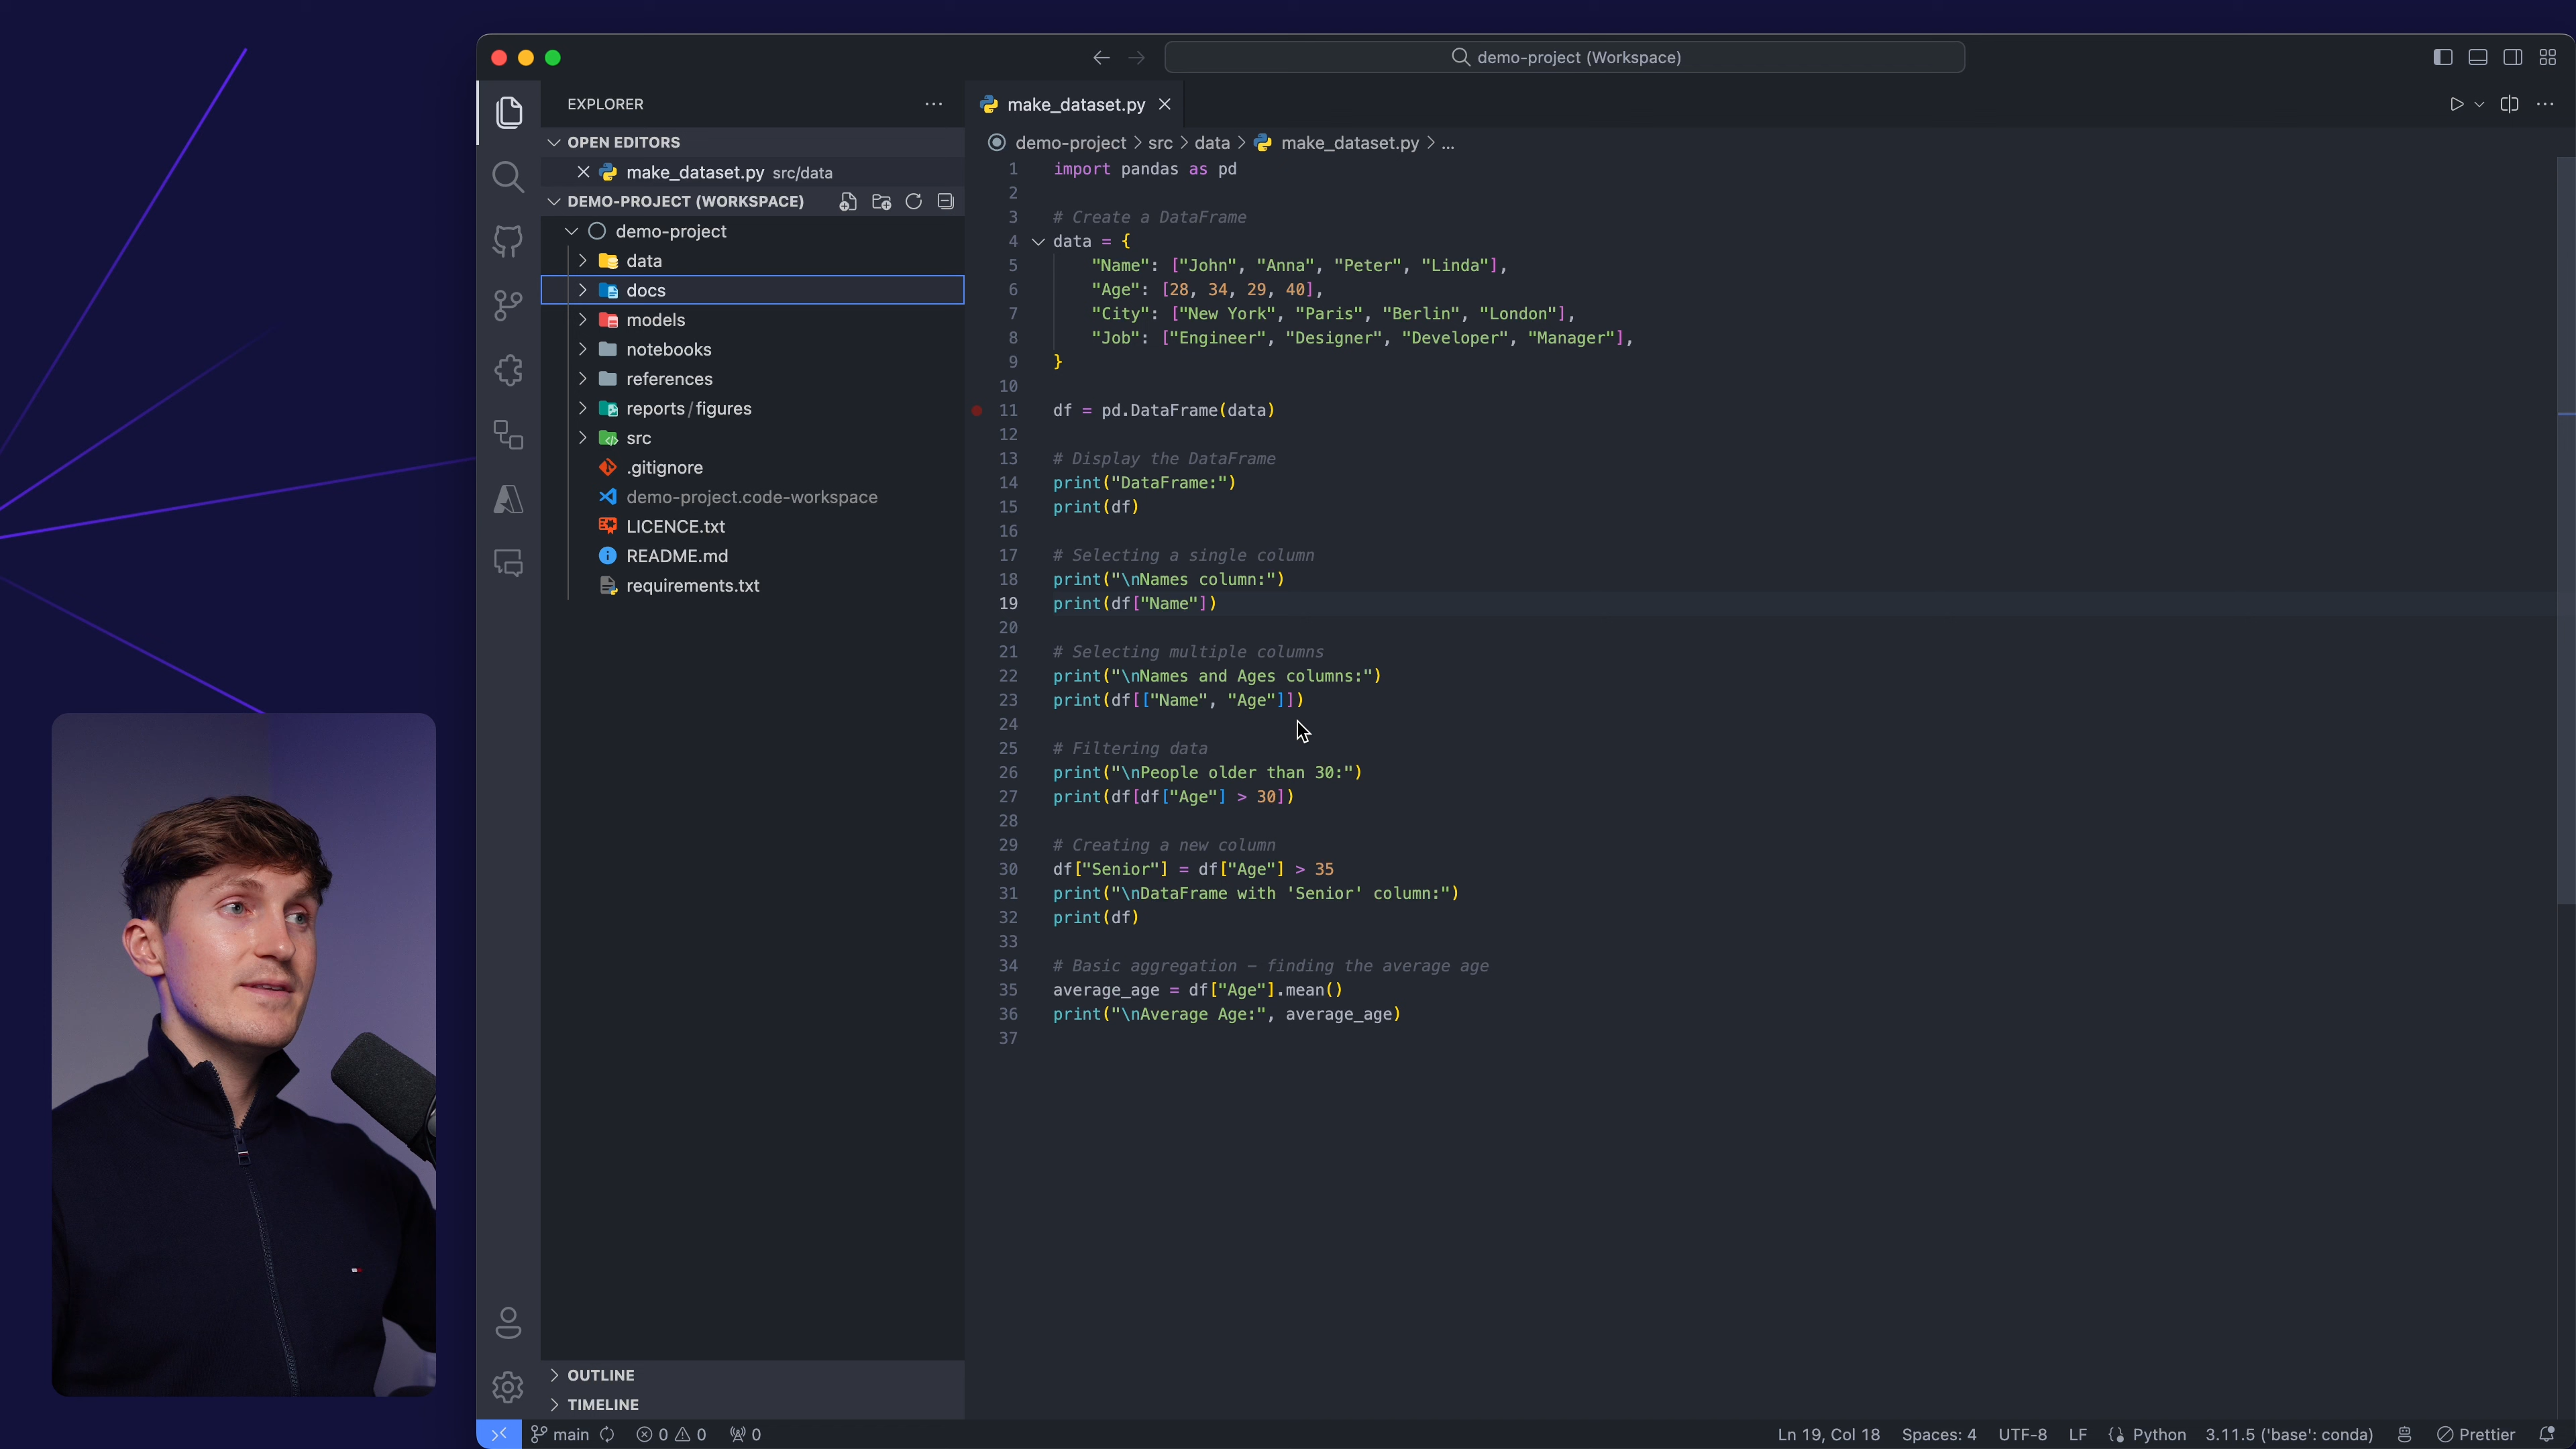 demo-project (Workspace)
EXPLORER
OPEN EDITORS
make_dataset.py src/data
DEMO-PROJECT (WORKSPACE)
demo-project
data
docs
models
notebooks
references
reports/figures
src
.gitignore
demo-project.code-workspace
LICENCE.txt
README.md
requirements.txt
OUTLINE
TIMELINE
make_dataset.py
demo-project > src > data > make_dataset.py > ...
1 import pandas as pd
2
3 # Create a DataFrame
4 data = {
5 "Name": ["John", "Anna", "Peter", "Linda"],
6 "Age": [28, 34, 29, 40],
7 "City": ["New York", "Paris", "Berlin", "London"],
8 "Job": ["Engineer", "Designer", "Developer", "Manager"],
9 }
10
11 df = pd.DataFrame(data)
12
13 # Display the DataFrame
14 print("DataFrame:")
15 print(df)
16
17 # Selecting a single column
18 print("\nNames column:")
19 print(df["Name"])
20
21 # Selecting multiple columns
22 print("\nNames and Ages columns:")
23 print(df[["Name", "Age"]])
24
25 # Filtering data
26 print("\nPeople older than 30:")
27 print(df[df["Age"] > 30])
28
29 # Creating a new column
30 df["Senior"] = df["Age"] > 35
31 print("\nDataFrame with 'Senior' column:")
32 print(df)
33
34 # Basic aggregation – finding the average age
35 average_age = df["Age"].mean()
36 print("\nAverage Age:", average_age)
37
main 0 0 0 Ln 19, Col 18 Spaces: 4 UTF-8 LF Python 3.11.5 ('base': conda) Prettier